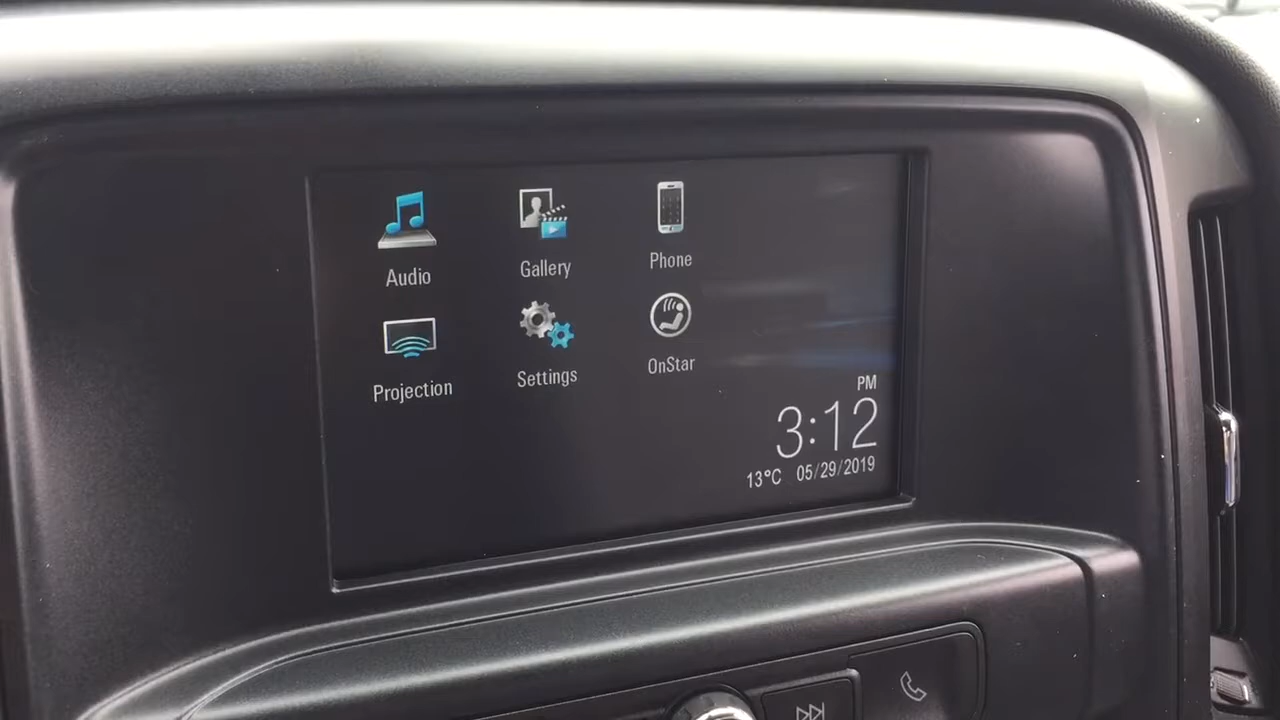 Audio
Gallery
Phone
Projection
Settings
OnStar
PM
3:12
13°C 05/29/2019